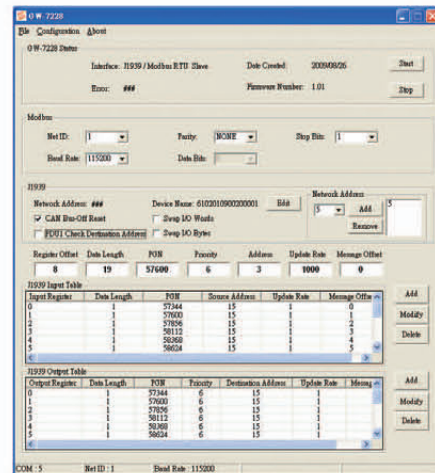 GW-7228
File Configuration About
GW-7228 Status
Interface: J1939 / Modbus RTU Slave Date Created: 2009/08/26 Start
Error: ### Firmware Number: 1.01 Stop
Modbus
Net ID: 1 Parity: NONE Stop Bits: 1
Baud Rate: 115200 Data Bits:
J1939
Network Address: ### Device Name: 6102010900200001 Edit Network Address
CAN Bus-Off Reset Swap I/O Words 5 Add 5
PDU1 Check Destination Address Swap I/O Bytes Remove
Register Offset Data Length PGN Priority Address Update Rate Message Offset
8 19 57600 6 3 1000 0
J1939 Input Table Add
Input Register Data Length PGN Source Address Update Rate Message Offse
0 1 57344 15 1 0
1 1 57600 15 1 1
2 1 57856 15 1 2
3 1 58112 15 1 3
4 1 58368 15 1 4
5 1 58624 15 1 5
Modify
Delete
J1939 Output Table Add
Output Register Data Length PGN Priority Destination Address Update Rate Messag
0 1 57344 6 15 1
1 1 57600 6 15 1
2 1 57856 6 15 1
3 1 58112 6 15 1
4 1 58368 6 15 1
5 1 58624 6 15 1
Modify
Delete
COM : 5 Net ID : 1 Baud Rate : 115200